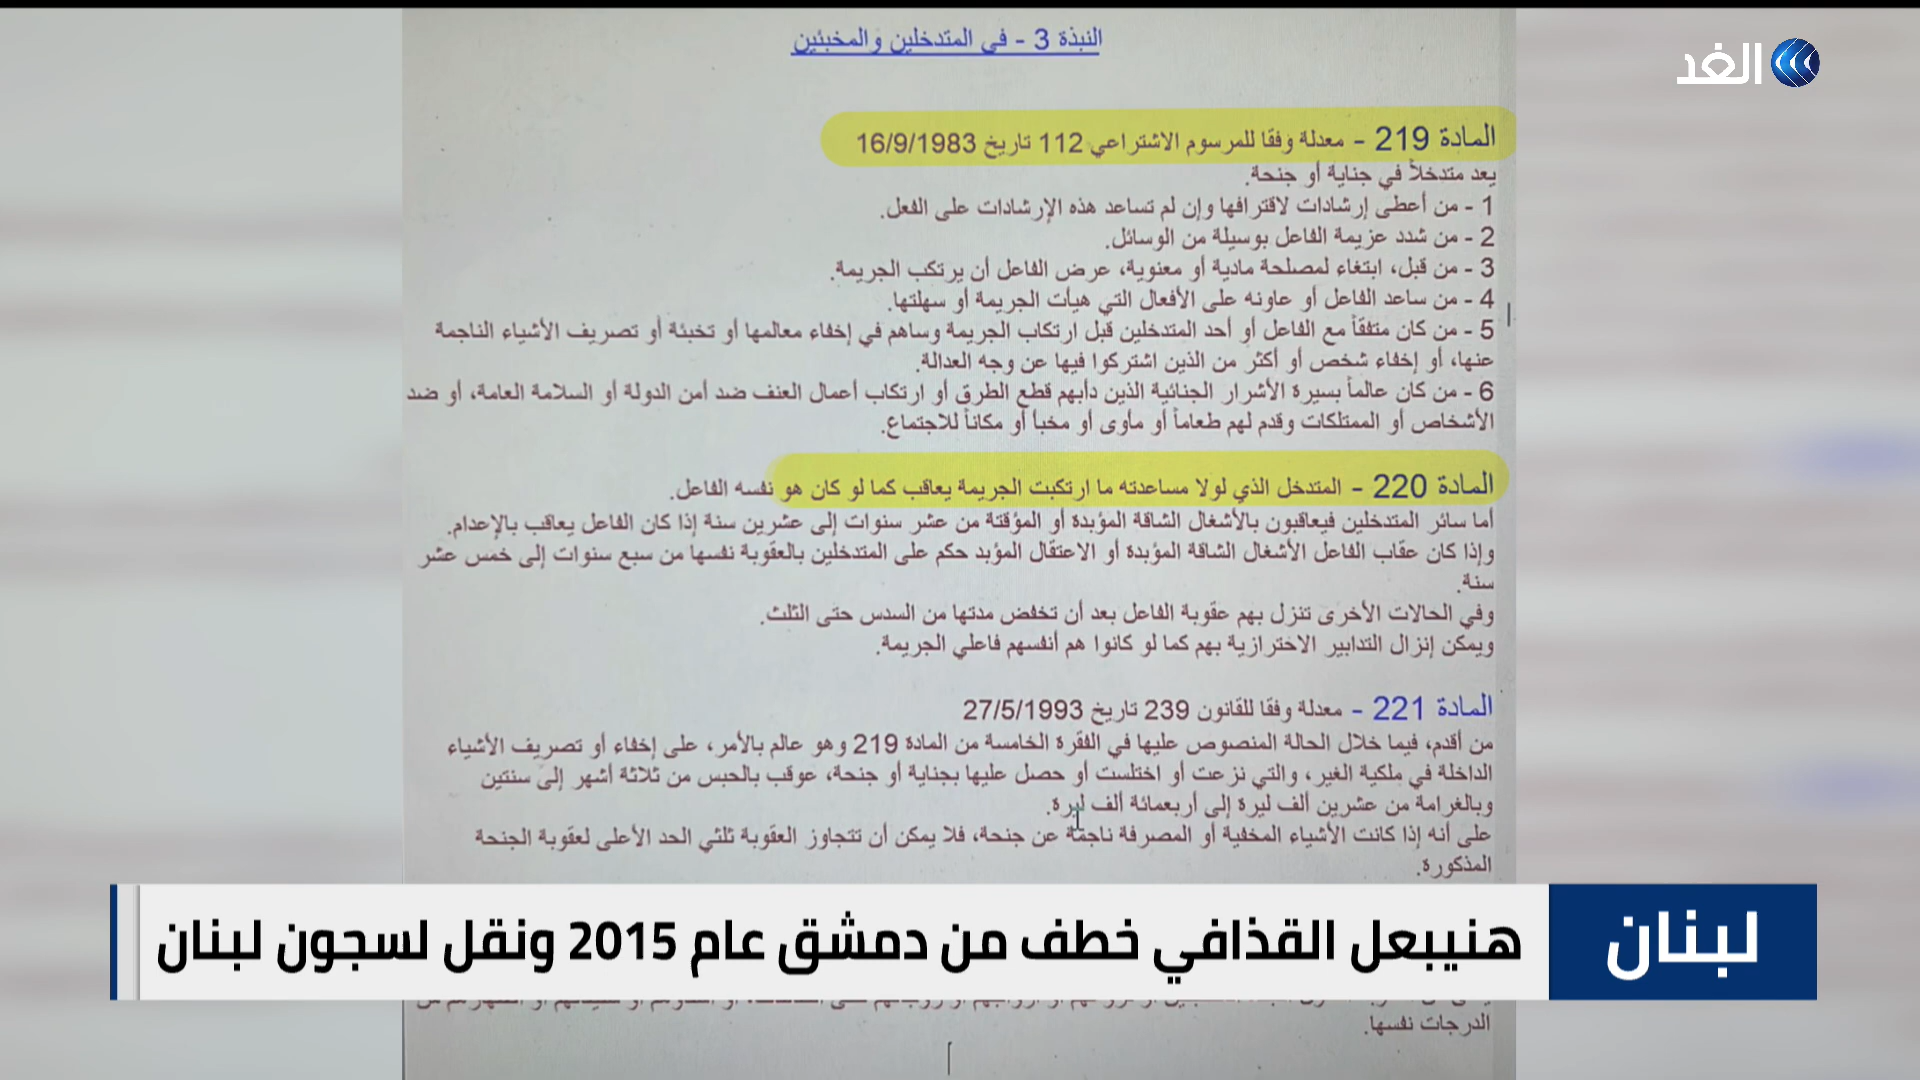 النبذة 3 - في المتدخلين والمخبئين
الغد
المادة 219 - معدلة وفقا للمرسوم الاشتراعي 112 تاريخ 16/9/1983
يعد متدخلاً في جناية أو جنحة.
1 - من أعطى إرشادات لاقترافها وإن لم تساعد هذه الإرشادات على الفعل.
2 - من شدد عزيمة الفاعل بوسيلة من الوسائل.
3 - من قبل، ابتغاء لمصلحة مادية أو معنوية، عرض الفاعل أن يرتكب الجريمة.
4 - من ساعد الفاعل أو عاونه على الأفعال التي هيأت الجريمة أو سهلتها.
5 - من كان متفقاً مع الفاعل أو أحد المتدخلين قبل ارتكاب الجريمة وساهم في إخفاء معالمها أو تخبئة أو تصريف الأشياء الناجمة
عنها، أو إخفاء شخص أو أكثر من الذين اشتركوا فيها عن وجه العدالة.
6 - من كان عالماً بسيرة الأشرار الجنائية الذين دأبهم قطع الطرق أو ارتكاب أعمال العنف ضد أمن الدولة أو السلامة العامة، أو ضد
الأشخاص أو الممتلكات وقدم لهم طعاماً أو مأوى أو مخبأ أو مكاناً للاجتماع.
المادة 220 - المتدخل الذي لولا مساعدته ما ارتكبت الجريمة يعاقب كما لو كان هو نفسه الفاعل.
أما سائر المتدخلين فيعاقبون بالأشغال الشاقة المؤبدة أو المؤقتة من عشر سنوات إلى عشرين سنة إذا كان الفاعل يعاقب بالإعدام.
وإذا كان عقاب الفاعل الأشغال الشاقة المؤبدة أو الاعتقال المؤبد حكم على المتدخلين بالعقوبة نفسها من سبع سنوات إلى خمس عشر
سنة.
وفي الحالات الأخرى تنزل بهم عقوبة الفاعل بعد أن تخفض مدتها من السدس حتى الثلث.
ويمكن إنزال التدابير الاحترازية بهم كما لو كانوا هم أنفسهم فاعلي الجريمة.
المادة 221 - معدلة وفقا للقانون 239 تاريخ 27/5/1993
من أقدم، فيما خلال الحالة المنصوص عليها في الفقرة الخامسة من المادة 219 وهو عالم بالأمر، على إخفاء أو تصريف الأشياء
الداخلة في ملكية الغير، والتي نزعت أو اختلست أو حصل عليها بجناية أو جنحة، عوقب بالحبس من ثلاثة أشهر إلى سنتين
وبالغرامة من عشرين ألف ليرة إلى أربعمائة ألف ليرة.
على أنه إذا كانت الأشياء المخفية أو المصرفة ناجمة عن جنحة، فلا يمكن أن تتجاوز العقوبة ثلثي الحد الأعلى لعقوبة الجنحة
المذكورة.
لبنان
هنيبعل القذافي خطف من دمشق عام 2015 ونقل لسجون لبنان
الدرجات نفسها.